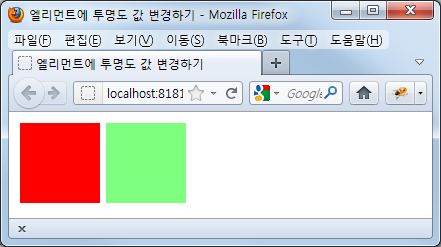 엘리먼트에 투명도 값 변경하기 - Mozilla Firefox
파일(F) 편집(E) 보기(V) 이동(S) 북마크(B) 도구(T) 도움말(H)
엘리먼트에 투명도 값 변경하기
localhost:8181 Google
x